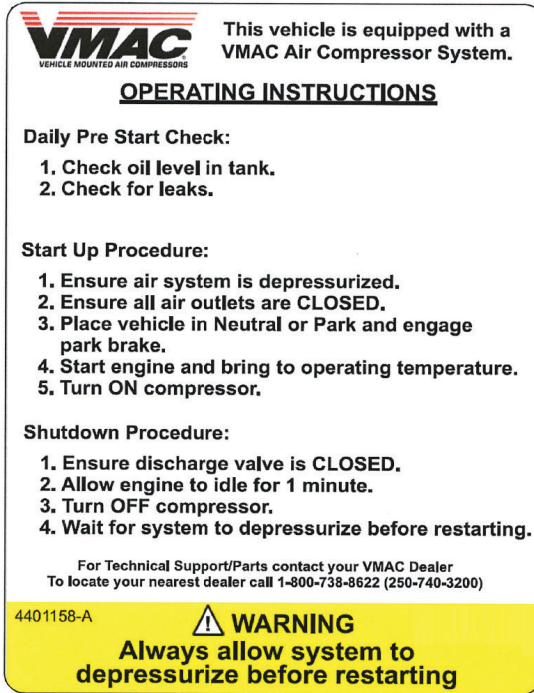 VMAC
VEHICLE MOUNTED AIR COMPRESSORS
This vehicle is equipped with a
VMAC Air Compressor System.
OPERATING INSTRUCTIONS
Daily Pre Start Check:
1. Check oil level in tank.
2. Check for leaks.
Start Up Procedure:
1. Ensure air system is depressurized.
2. Ensure all air outlets are CLOSED.
3. Place vehicle in Neutral or Park and engage
park brake.
4. Start engine and bring to operating temperature.
5. Turn ON compressor.
Shutdown Procedure:
1. Ensure discharge valve is CLOSED.
2. Allow engine to idle for 1 minute.
3. Turn OFF compressor.
4. Wait for system to depressurize before restarting.
For Technical Support/Parts contact your VMAC Dealer
To locate your nearest dealer call 1-800-738-8622 (250-740-3200)
4401158-A
⚠ WARNING
Always allow system to
depressurize before restarting